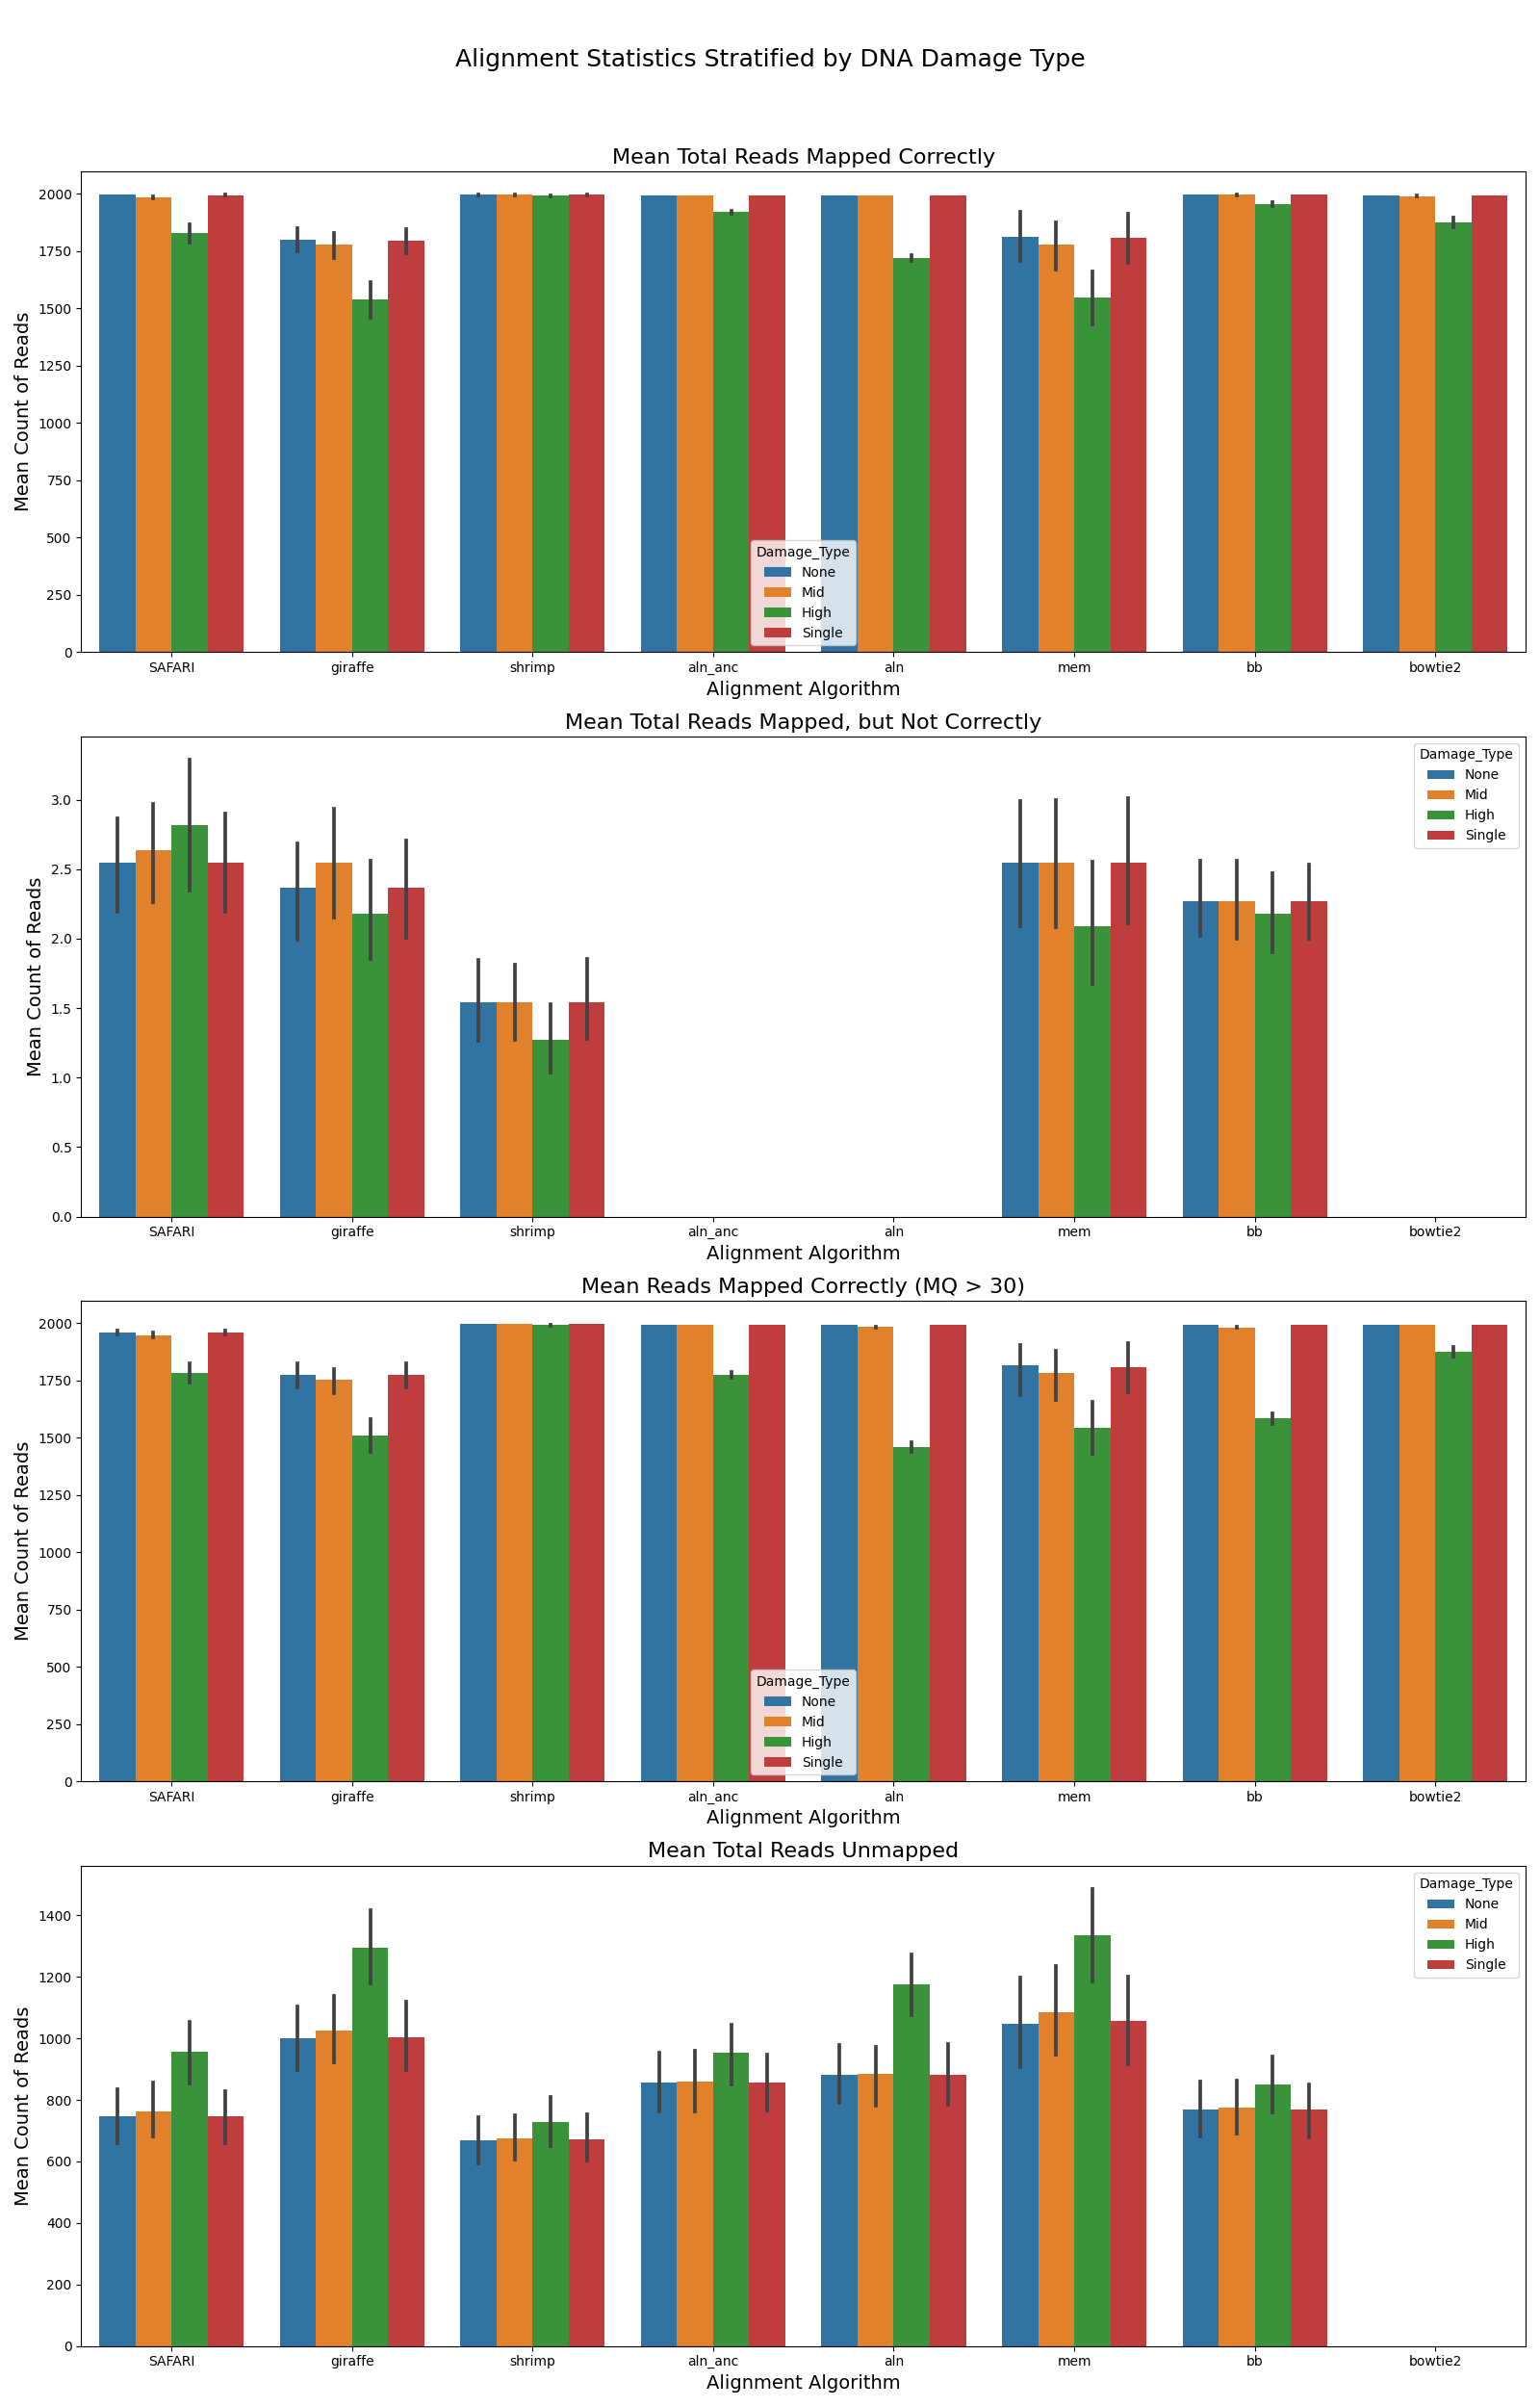 Alignment Statistics Stratified by DNA Damage Type
Mean Total Reads Mapped Correctly
Mean Count of Reads
2000
1750
1500
1250
1000
750
500
250
0
Damage_Type
None
Mid
High
Single
SAFARI giraffe shrimp aln_anc aln mem bb bowtie2
Alignment Algorithm
Mean Total Reads Mapped, but Not Correctly
Mean Count of Reads
3.0
2.5
2.0
1.5
1.0
0.5
0.0
Damage_Type
None
Mid
High
Single
SAFARI giraffe shrimp aln_anc aln mem bb bowtie2
Alignment Algorithm
Mean Reads Mapped Correctly (MQ > 30)
Mean Count of Reads
2000
1750
1500
1250
1000
750
500
250
0
Damage_Type
None
Mid
High
Single
SAFARI giraffe shrimp aln_anc aln mem bb bowtie2
Alignment Algorithm
Mean Total Reads Unmapped
Mean Count of Reads
1400
1200
1000
800
600
400
200
0
Damage_Type
None
Mid
High
Single
SAFARI giraffe shrimp aln_anc aln mem bb bowtie2
Alignment Algorithm